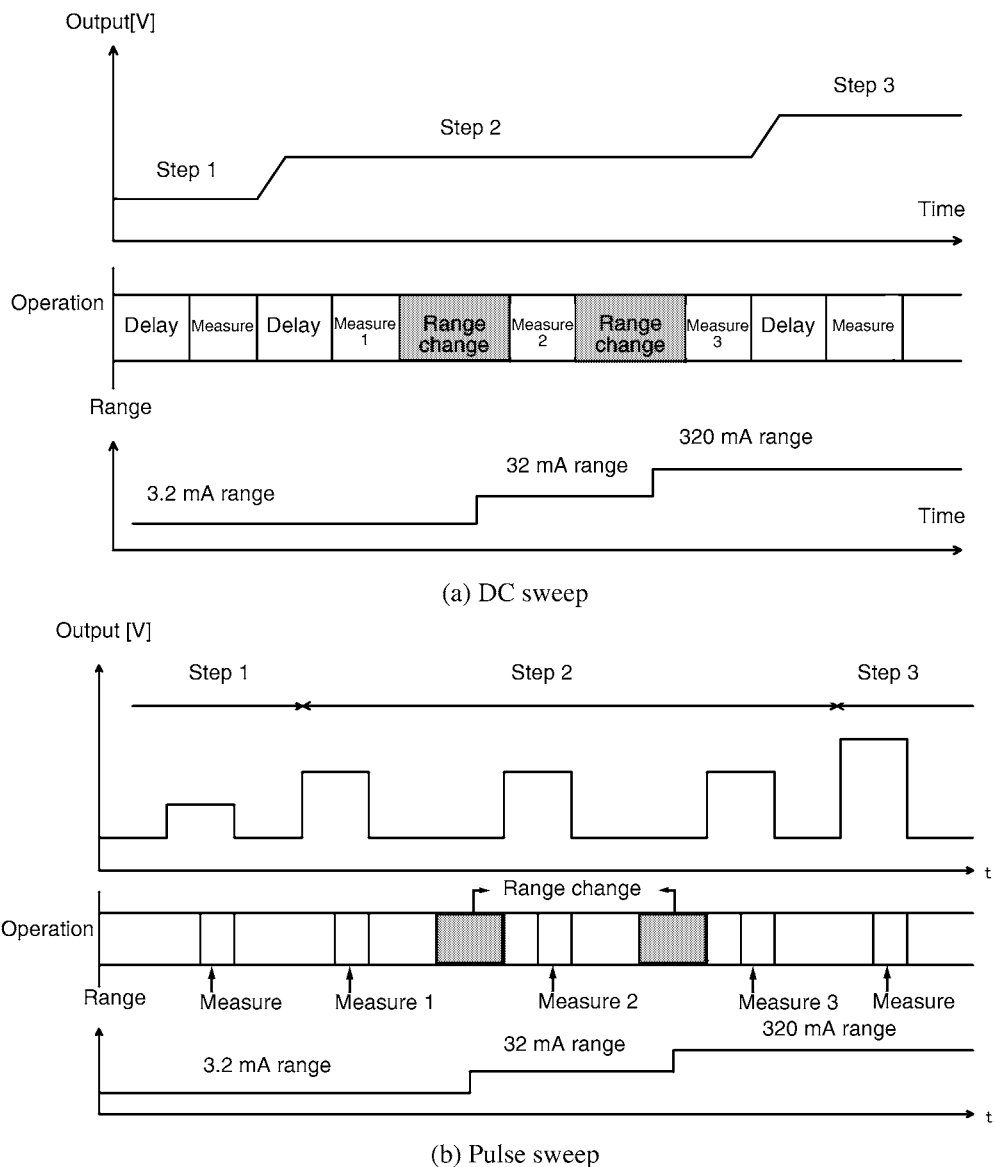 Output[V]
Step 3
Step 2
Step 1
Time
Operation
Delay
Measure
Delay
Measure
1
Range
change
Measure
2
Range
change
Measure
3
Delay
Measure
Range
320 mA range
32 mA range
3.2 mA range
Time
(a) DC sweep
Output [V]
Step 1
Step 2
Step 3
t
Range change
Operation
Range
Measure
Measure 1
Measure 2
Measure 3
Measure
320 mA range
32 mA range
3.2 mA range
t
(b) Pulse sweep